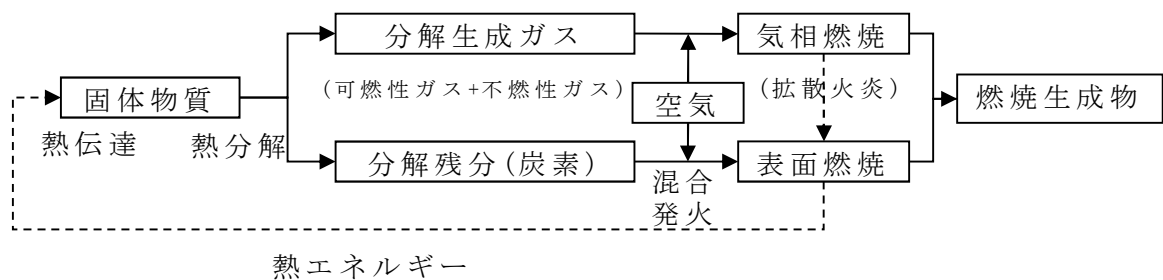 分解生成ガス
気相燃焼
(可燃性ガス+不燃性ガス)
(拡散火炎)
固体物質
空気
燃焼生成物
熱伝達
熱分解
分解残分(炭素)
表面燃焼
混合
発火
熱エネルギー